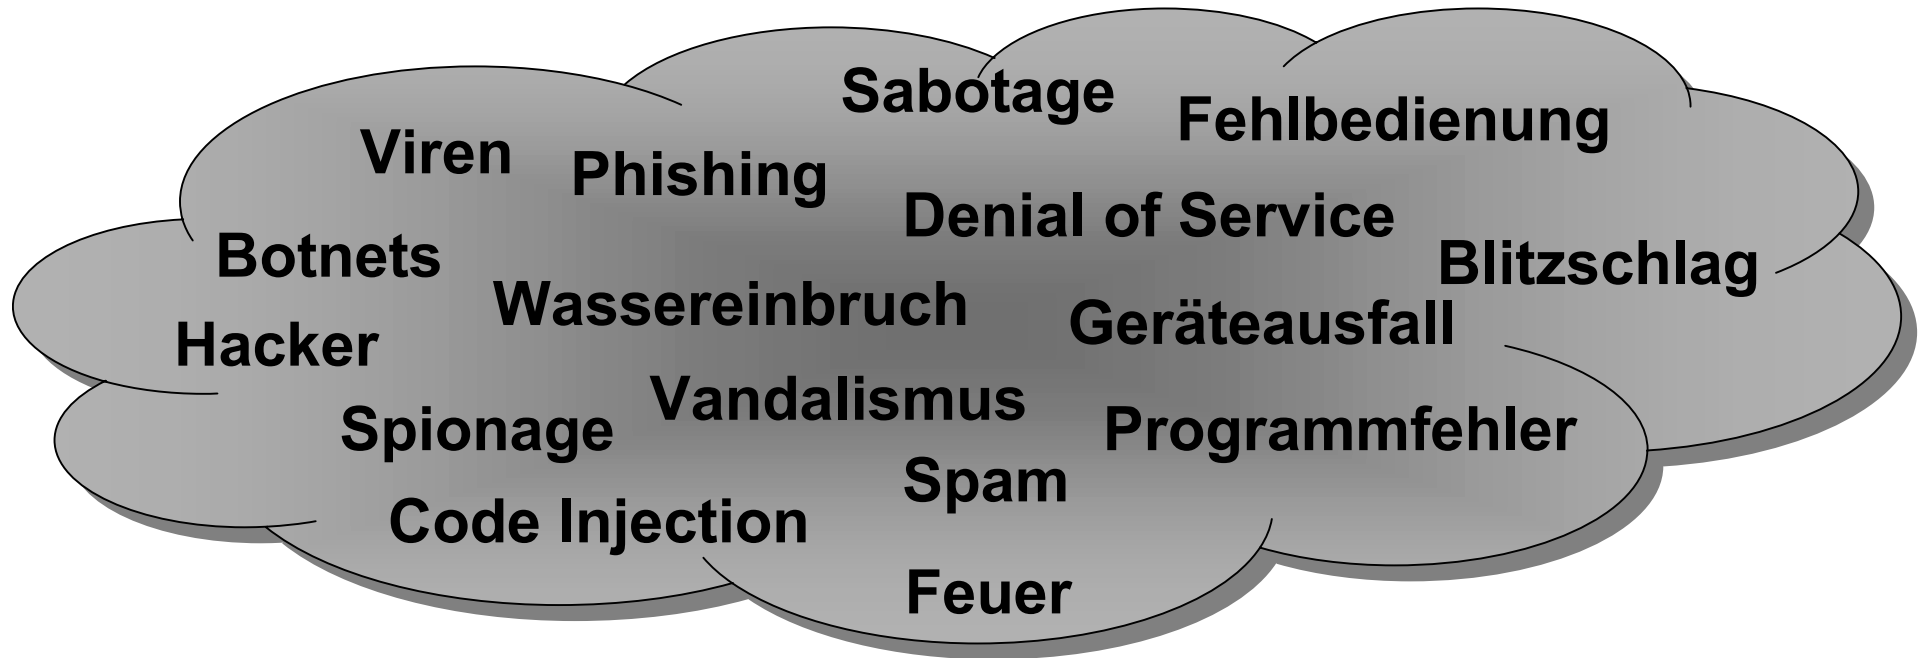 Sabotage
Fehlbedienung
Viren
Phishing
Denial of Service
Botnets
Blitzschlag
Wassereinbruch
Geräteausfall
Hacker
Vandalismus
Spionage
Programmfehler
Spam
Code Injection
Feuer